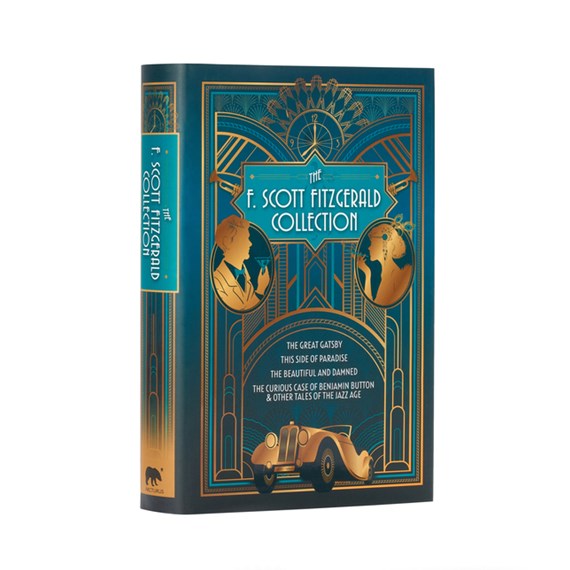 THE
F. SCOTT FITZGERALD
COLLECTION
THE GREAT GATSBY
THIS SIDE OF PARADISE
THE BEAUTIFUL AND DAMNED
THE CURIOUS CASE OF BENJAMIN BUTTON
& OTHER TALES OF THE JAZZ AGE
THE
F. SCOTT FITZGERALD
COLLECTION
ARCTURUS